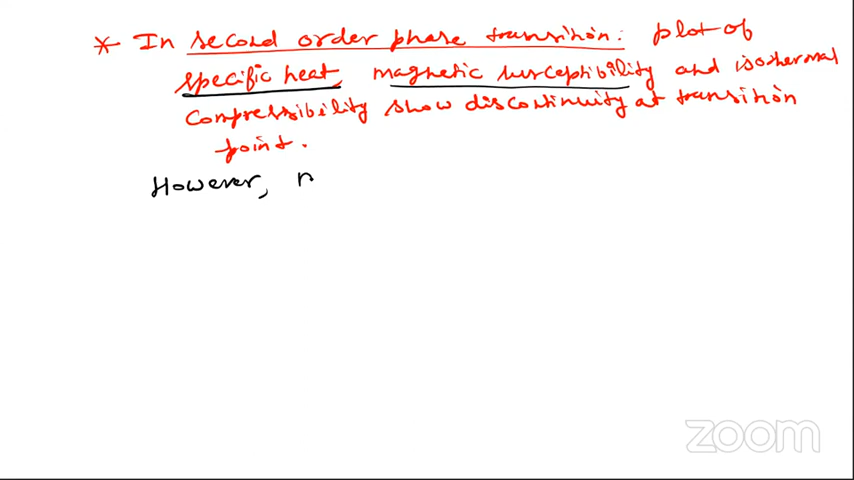 * In second order phase transition: plot of
specific heat magnetic susceptibility and isothermal
compressibility show discontinuity at transition
point.
However, n
zoom